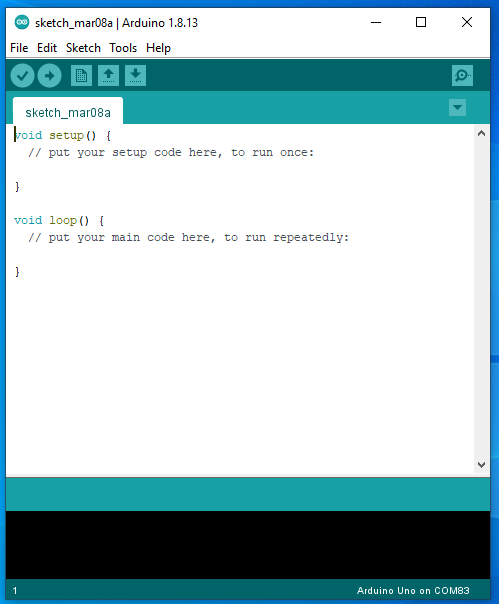 sketch_mar08a | Arduino 1.8.13
File Edit Sketch Tools Help
sketch_mar08a
void setup() {
  // put your setup code here, to run once:
}
void loop() {
  // put your main code here, to run repeatedly:
}
1 Arduino Uno on COM83